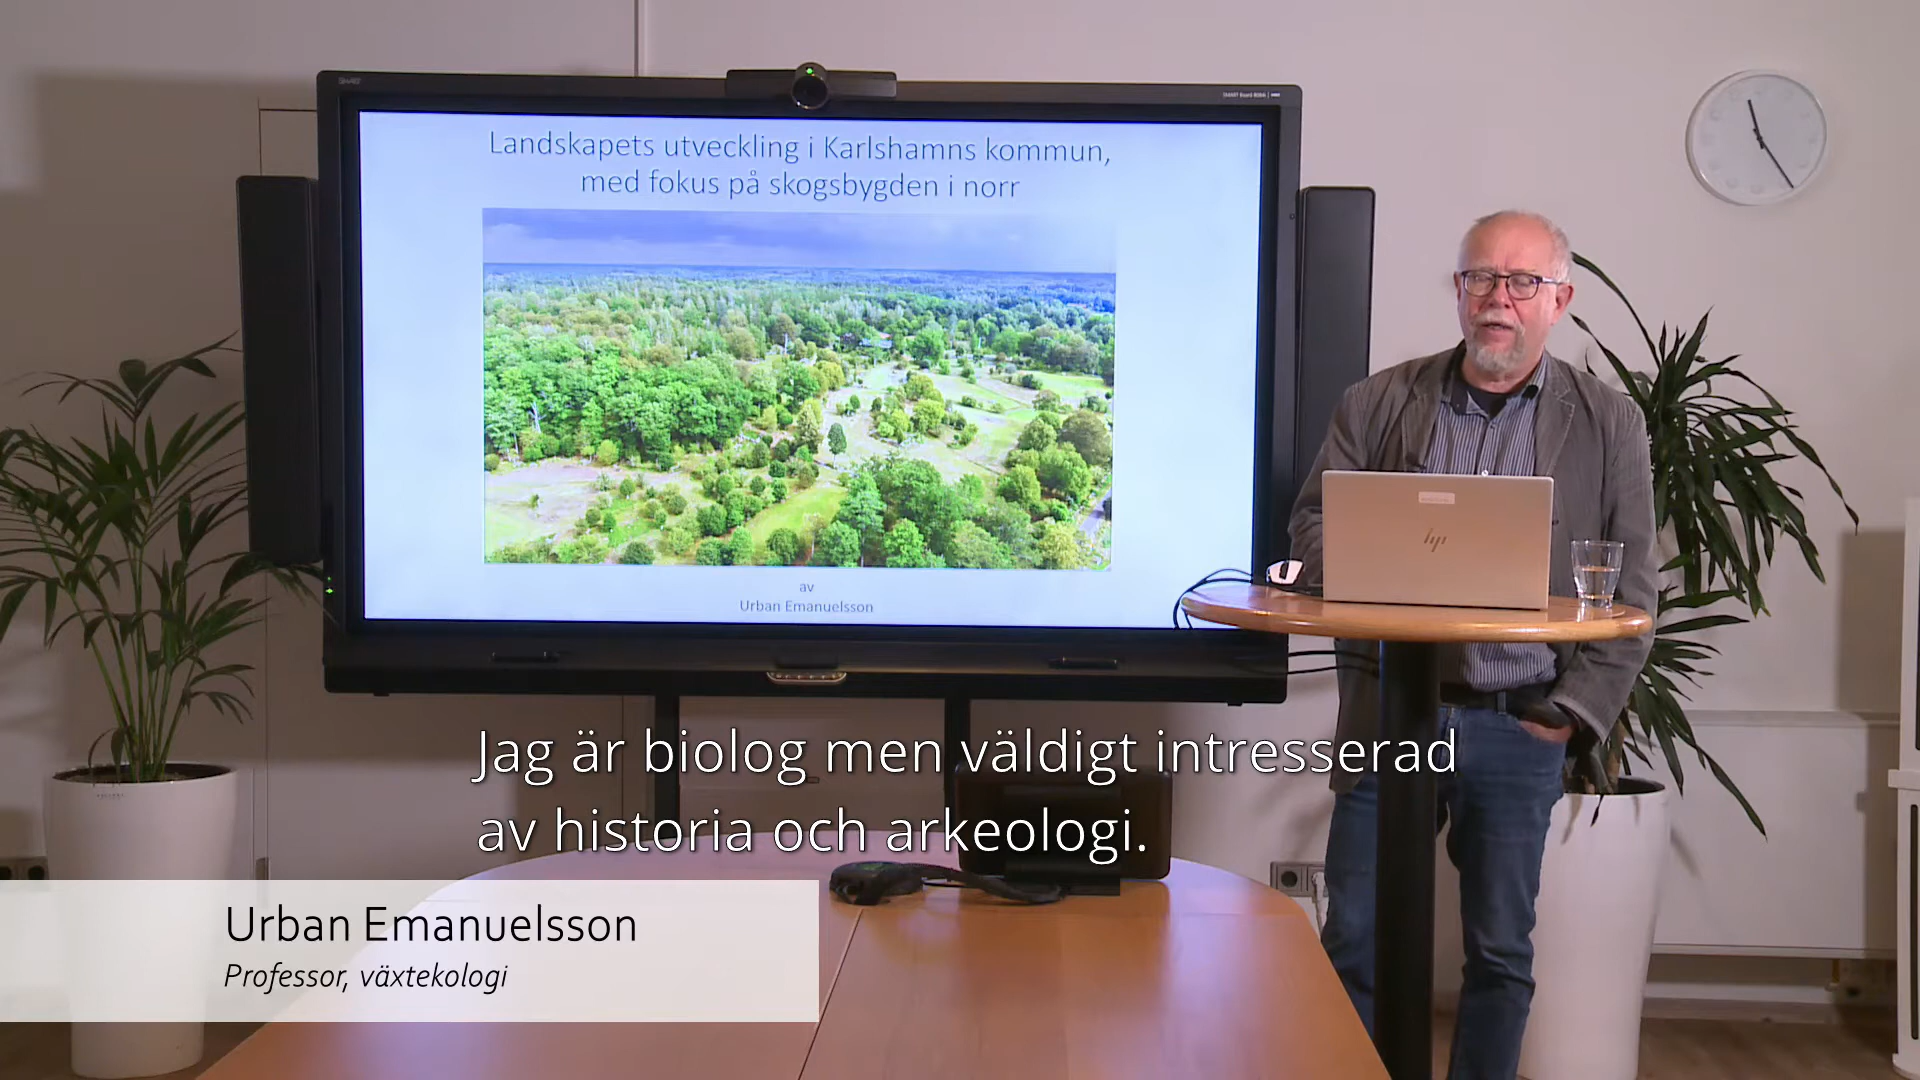 Landskapets utveckling i Karlshamns kommun,
med fokus på skogsbygden i norr
av
Urban Emanuelsson
hp
Jag är biolog men väldigt intresserad
av historia och arkeologi.
Urban Emanuelsson
Professor, växtekologi